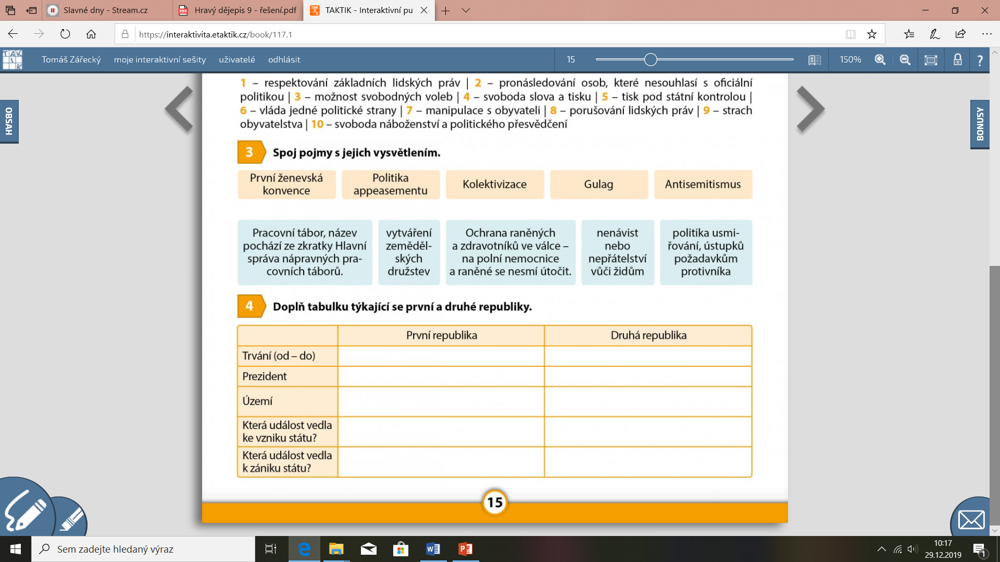 Slavné dny - Stream.cz
Hravý dějepis 9 - řešení.pdf
TAKTIK - Interaktivní pu
https://interaktivita.etaktik.cz/book/117.1
TAKTIK
Tomáš Zářecký
moje interaktivní sešity
uživatelé
odhlásit
15
150%
OBSAH
BONUSY
1 – respektování základních lidských práv | 2 – pronásledování osob, které nesouhlasí s oficiální
politikou | 3 – možnost svobodných voleb | 4 – svoboda slova a tisku | 5 – tisk pod státní kontrolou |
6 – vláda jedné politické strany | 7 – manipulace s obyvateli | 8 – porušování lidských práv | 9 – strach
obyvatelstva | 10 – svoboda náboženství a politického přesvědčení
3 Spoj pojmy s jejich vysvětlením.
První ženevská
konvence
Politika
appeasementu
Kolektivizace
Gulag
Antisemitismus
Pracovní tábor, název
pochází ze zkratky Hlavní
správa nápravných pra-
covních táborů.
vytváření
zeměděl-
ských
družstev
Ochrana raněných
a zdravotníků ve válce –
na polní nemocnice
a raněné se nesmí útočit.
nenávist
nebo
nepřátelství
vůči židům
politika usmi-
řování, ústupků
požadavkům
protivníka
4 Doplň tabulku týkající se první a druhé republiky.
První republika
Druhá republika
Trvání (od – do)
Prezident
Území
Která událost vedla
ke vzniku státu?
Která událost vedla
k zániku státu?
15
Sem zadejte hledaný výraz
10:17
29.12.2019
1